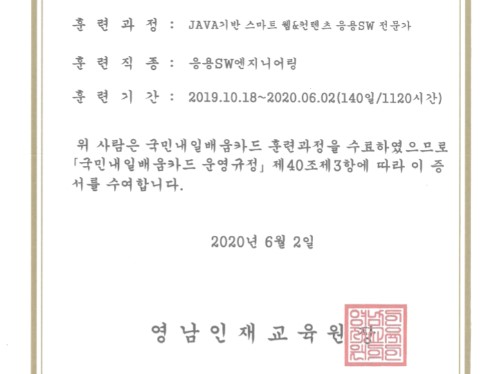 훈 련 과 정 : JAVA기반 스마트 웹&컨텐츠 응용SW 전문가
훈 련 직 종 : 응용SW엔지니어링
훈 련 기 간 : 2019.10.18~2020.06.02(140일/1120시간)
위 사람은 국민내일배움카드 훈련과정을 수료하였으므로
「국민내일배움카드 운영규정」 제40조제3항에 따라 이 증
서를 수여합니다.
2020년 6월 2일
영남인재교육원장